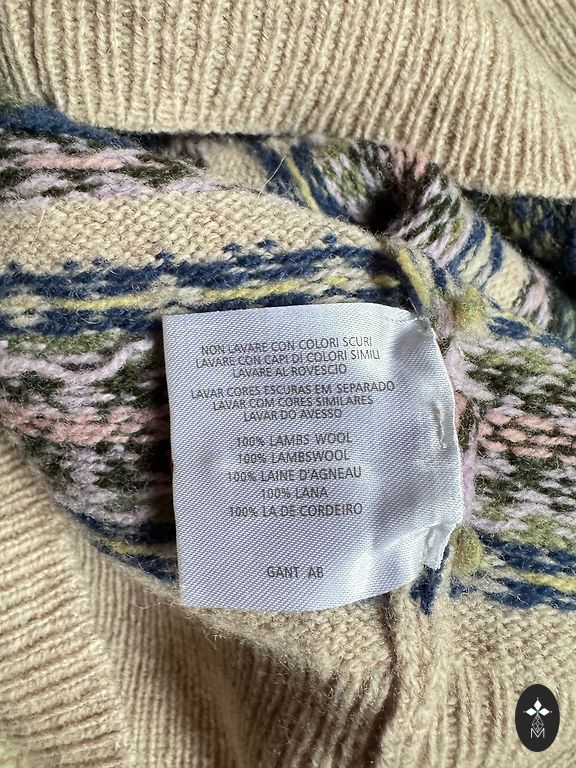 NON LAVARE CON COLORI SCURI
LAVARE CON CAPI DI COLORI SIMILI
LAVARE AL ROVESCIO
LAVAR CORES ESCURAS EM SEPARADO
LAVAR COM CORES SIMILARES
LAVAR DO AVESSO
100% LAMBS WOOL
100% LAMBSWOOL
100% LAINE D'AGNEAU
100% LANA
100% LA DE CORDEIRO
GANT AB